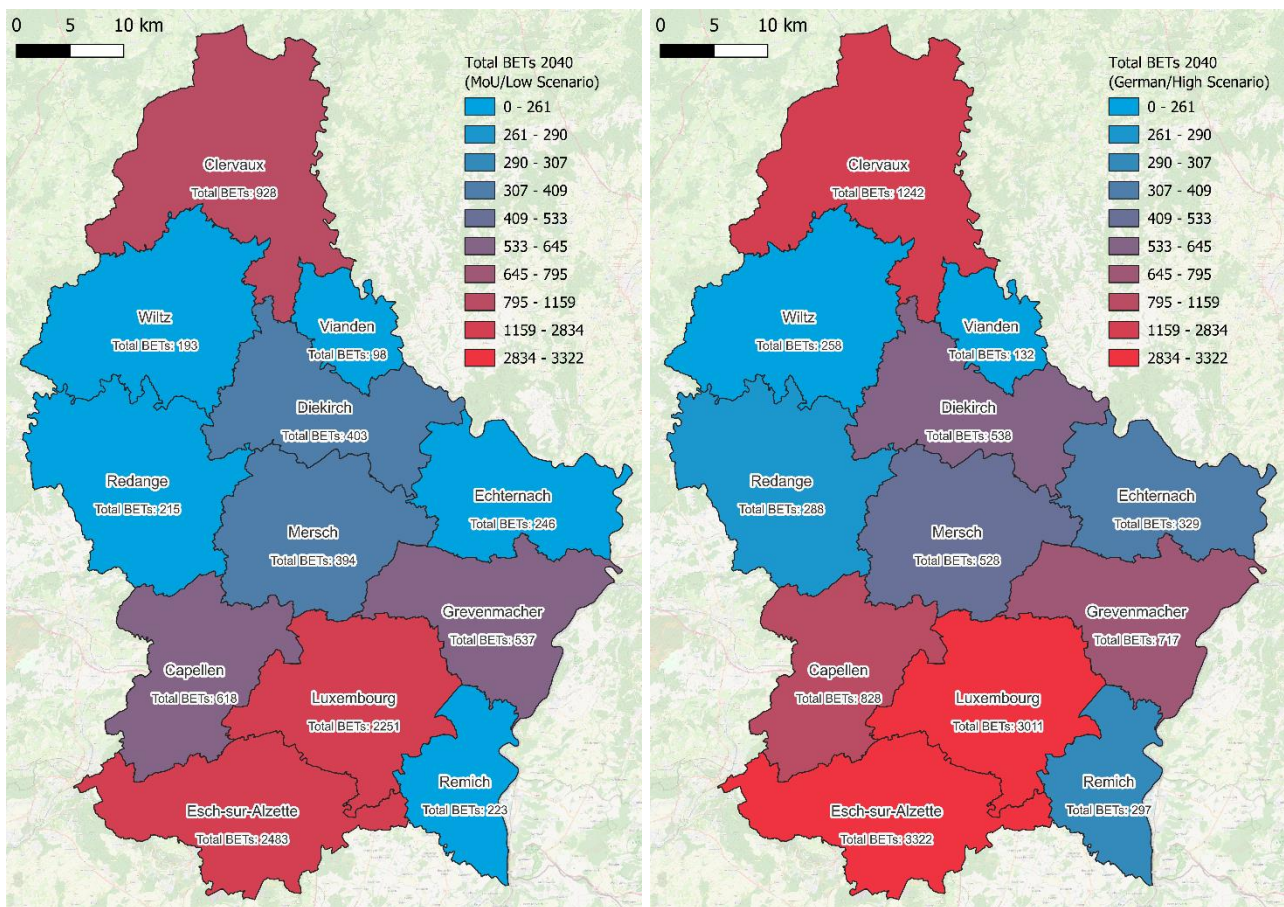 0 5 10 km
Total BETs 2040
(MoU/Low Scenario)
0 - 261
261 - 290
290 - 307
307 - 409
409 - 533
533 - 645
645 - 795
795 - 1159
1159 - 2834
2834 - 3322
Clervaux
Total BETs: 928
Wiltz
Total BETs: 193
Vianden
Total BETs: 98
Diekirch
Total BETs: 403
Redange
Total BETs: 215
Echternach
Total BETs: 246
Mersch
Total BETs: 394
Grevenmacher
Total BETs: 537
Capellen
Total BETs: 618
Luxembourg
Total BETs: 2251
Remich
Total BETs: 223
Esch-sur-Alzette
Total BETs: 2483
0 5 10 km
Total BETs 2040
(German/High Scenario)
0 - 261
261 - 290
290 - 307
307 - 409
409 - 533
533 - 645
645 - 795
795 - 1159
1159 - 2834
2834 - 3322
Clervaux
Total BETs: 1242
Wiltz
Total BETs: 258
Vianden
Total BETs: 132
Diekirch
Total BETs: 538
Redange
Total BETs: 288
Echternach
Total BETs: 329
Mersch
Total BETs: 528
Grevenmacher
Total BETs: 717
Capellen
Total BETs: 828
Luxembourg
Total BETs: 3011
Remich
Total BETs: 297
Esch-sur-Alzette
Total BETs: 3322